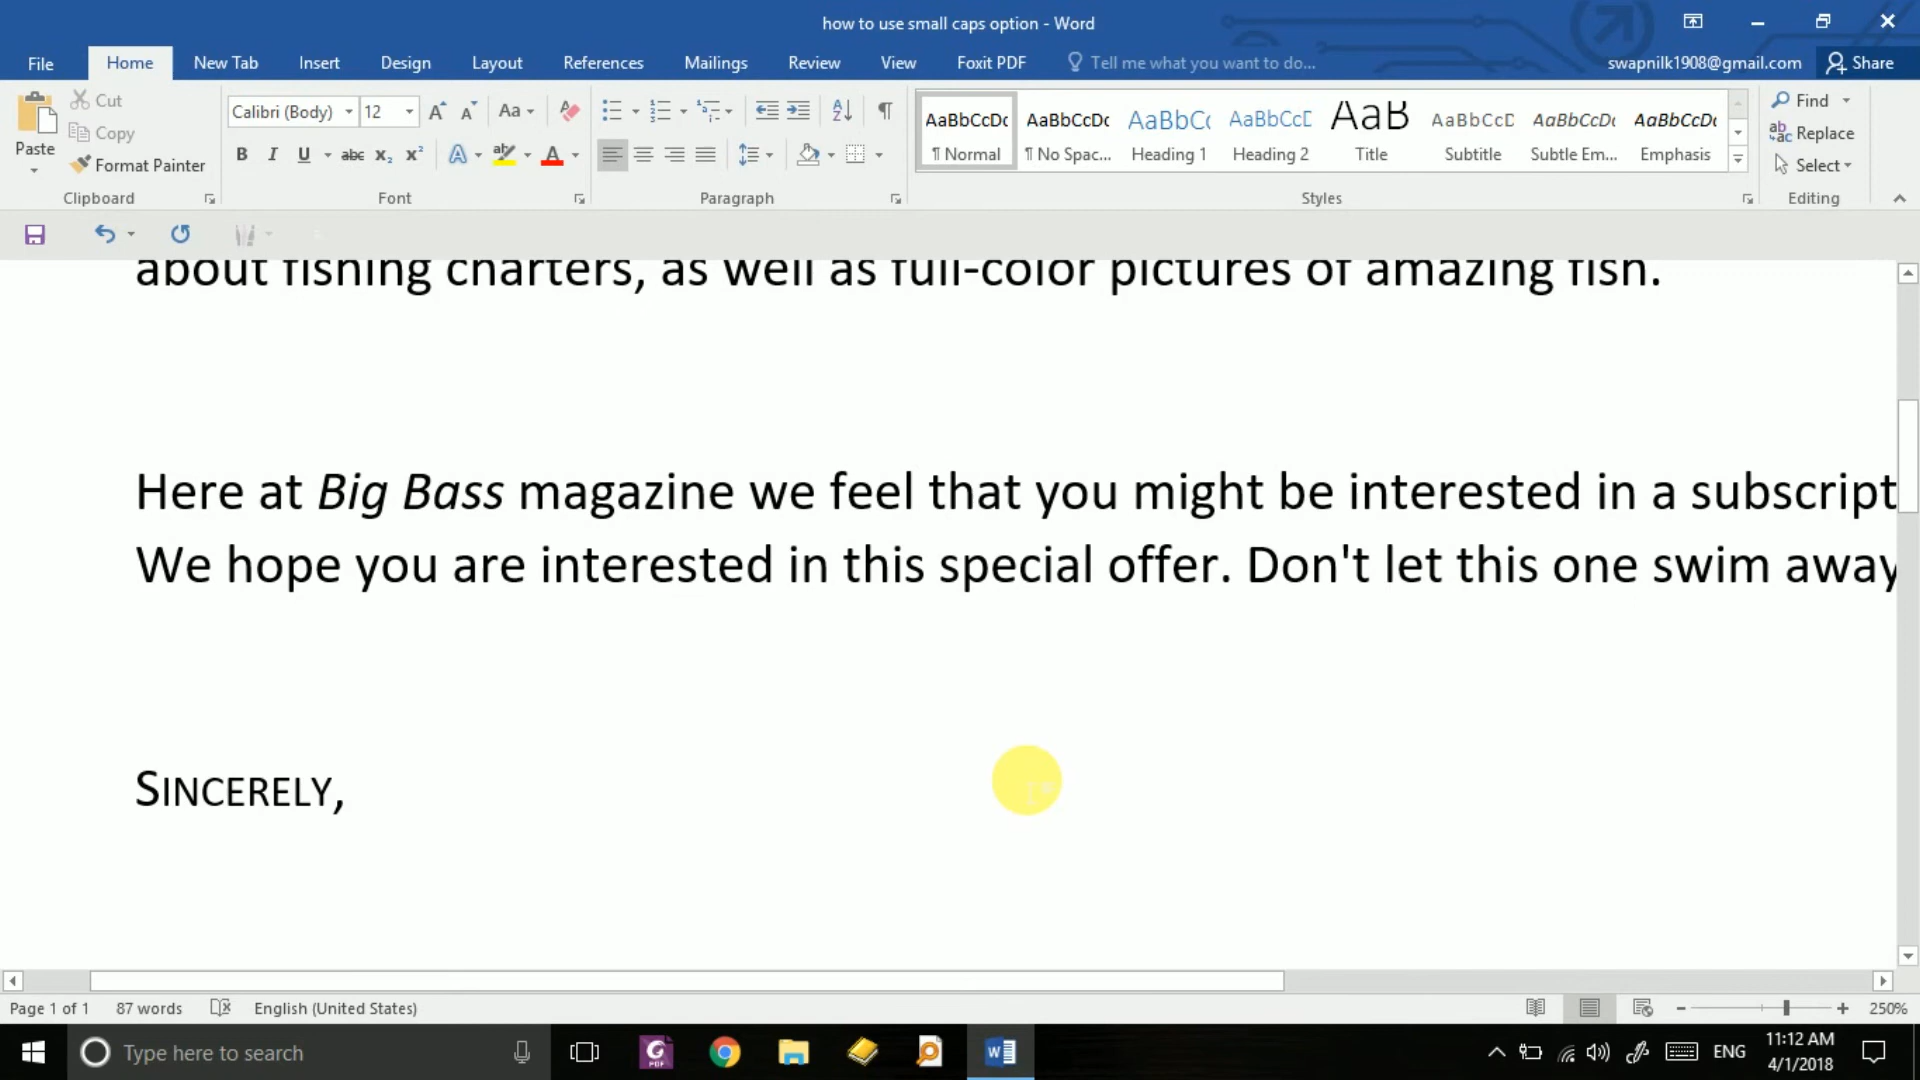 how to use small caps option - Word
File Home New Tab Insert Design Layout References Mailings Review View Foxit PDF Tell me what you want to do... swapnilk1908@gmail.com Share
Cut
Copy
Paste
Format Painter
Clipboard
Calibri (Body) 12
Font
Paragraph
AaBbCcDc AaBbCcDc AaBbCc AaBbCcD AaB AaBbCcD AaBbCcDc AaBbCcDc
¶ Normal ¶ No Spac... Heading 1 Heading 2 Title Subtitle Subtle Em... Emphasis
Styles
Find
Replace
Select
Editing
about fishing charters, as well as full-color pictures of amazing fish.
Here at Big Bass magazine we feel that you might be interested in a subscript
We hope you are interested in this special offer. Don't let this one swim away
SINCERELY,
Page 1 of 1 87 words English (United States) 250%
Type here to search
ENG
11:12 AM
4/1/2018